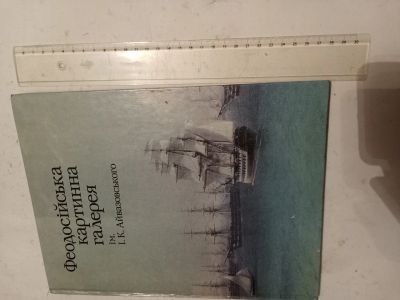 Феодосійська
картинна
галерея
ім.
І. К. Айвазовського